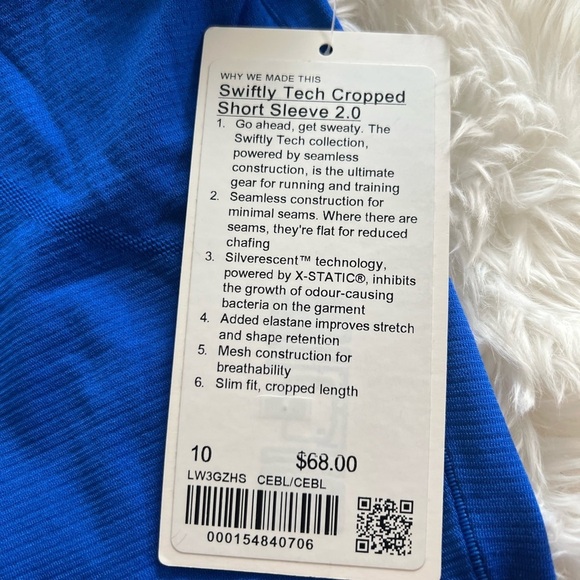 WHY WE MADE THIS
Swiftly Tech Cropped
Short Sleeve 2.0
1. Go ahead, get sweaty. The
Swiftly Tech collection,
powered by seamless
construction, is the ultimate
gear for running and training
2. Seamless construction for
minimal seams. Where there are
seams, they're flat for reduced
chafing
3. Silverescent™ technology,
powered by X-STATIC®, inhibits
the growth of odour-causing
bacteria on the garment
4. Added elastane improves stretch
and shape retention
5. Mesh construction for
breathability
6. Slim fit, cropped length
10 $68.00
LW3GZHS CEBL/CEBL
000154840706